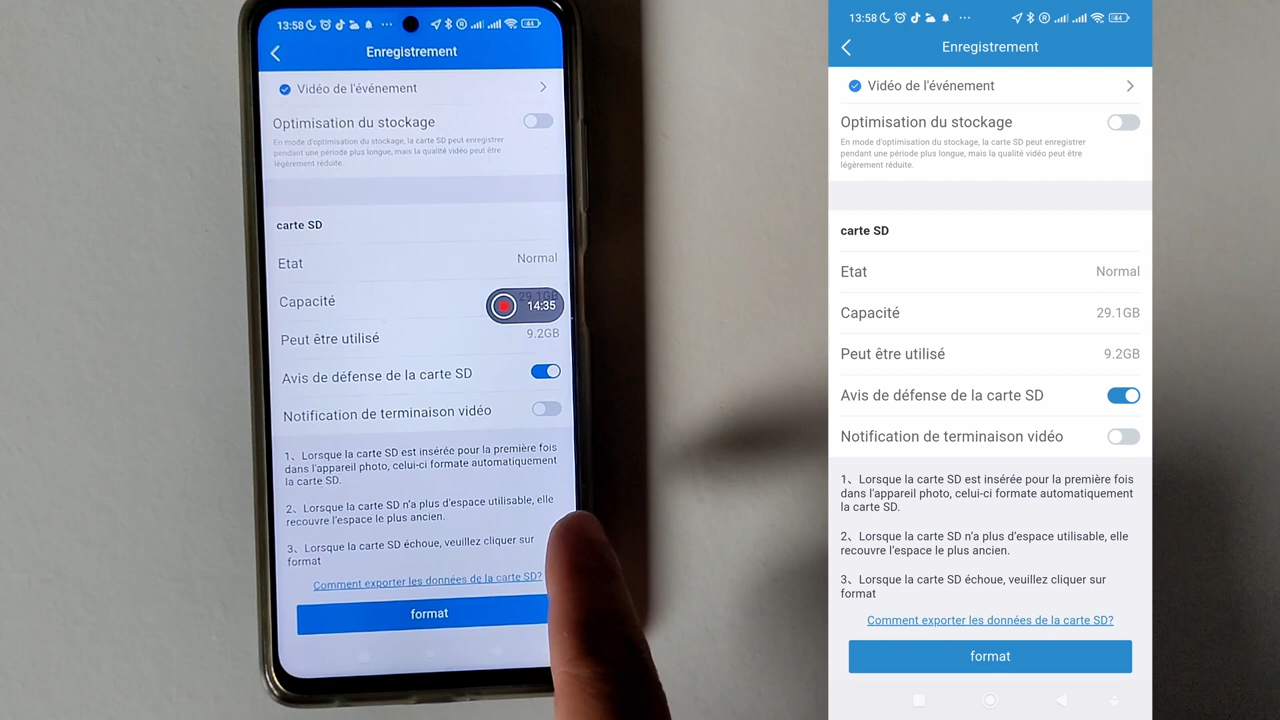 13:58
Enregistrement
Vidéo de l'événement
Optimisation du stockage
En mode d'optimisation du stockage, la carte SD peut enregistrer
pendant une période plus longue, mais la qualité vidéo peut être
légèrement réduite.
carte SD
Etat Normal
Capacité 29.1GB
14:35
Peut être utilisé 9.2GB
Avis de défense de la carte SD
Notification de terminaison vidéo
1、Lorsque la carte SD est insérée pour la première fois
dans l'appareil photo, celui-ci formate automatiquement
la carte SD.
2、Lorsque la carte SD n'a plus d'espace utilisable, elle
recouvre l'espace le plus ancien.
3、Lorsque la carte SD échoue, veuillez cliquer sur
format
Comment exporter les données de la carte SD?
format
13:58
Enregistrement
Vidéo de l'événement
Optimisation du stockage
En mode d'optimisation du stockage, la carte SD peut enregistrer
pendant une période plus longue, mais la qualité vidéo peut être
légèrement réduite.
carte SD
Etat Normal
Capacité 29.1GB
Peut être utilisé 9.2GB
Avis de défense de la carte SD
Notification de terminaison vidéo
1、Lorsque la carte SD est insérée pour la première fois
dans l'appareil photo, celui-ci formate automatiquement
la carte SD.
2、Lorsque la carte SD n'a plus d'espace utilisable, elle
recouvre l'espace le plus ancien.
3、Lorsque la carte SD échoue, veuillez cliquer sur
format
Comment exporter les données de la carte SD?
format